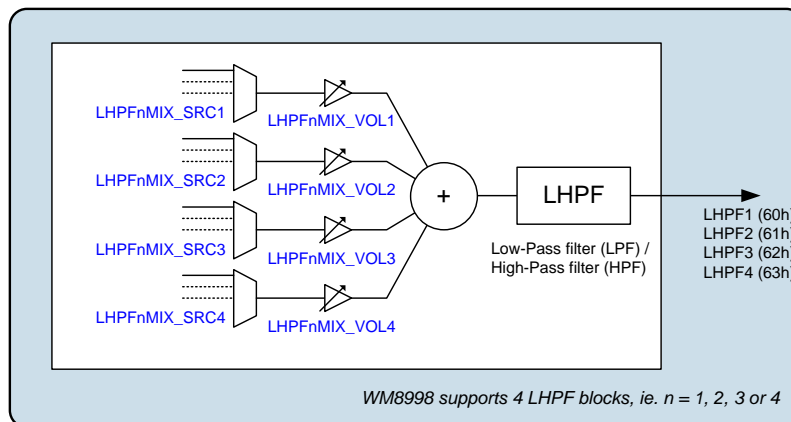 LHPFnMIX_SRC1
LHPFnMIX_VOL1
LHPFnMIX_SRC2
LHPFnMIX_VOL2
LHPFnMIX_SRC3
LHPFnMIX_VOL3
LHPFnMIX_SRC4
LHPFnMIX_VOL4
+
LHPF
Low-Pass filter (LPF) /
High-Pass filter (HPF)
LHPF1 (60h)
LHPF2 (61h)
LHPF3 (62h)
LHPF4 (63h)
WM8998 supports 4 LHPF blocks, ie. n = 1, 2, 3 or 4